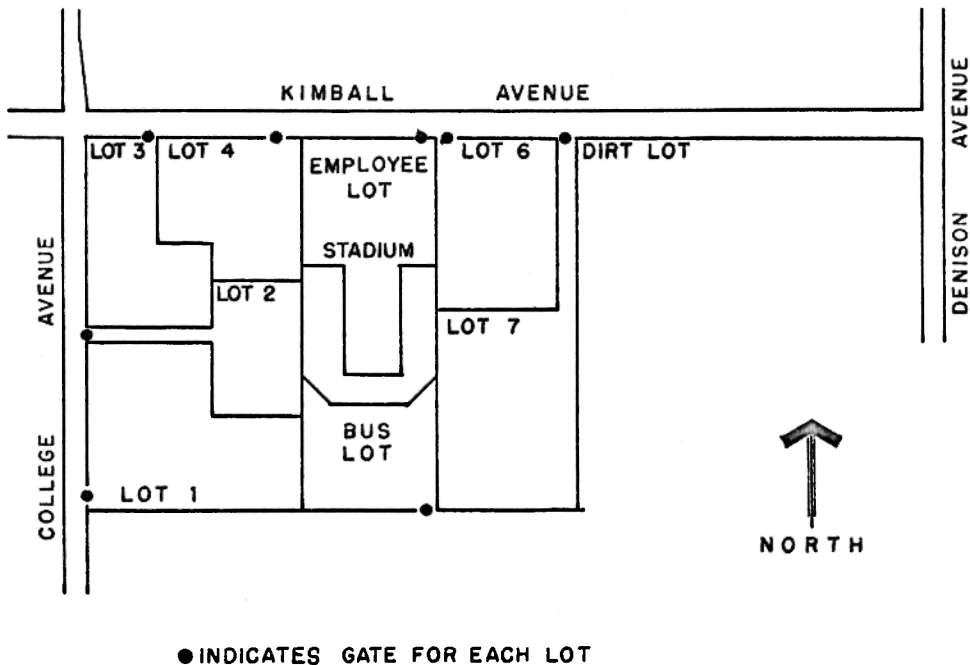 KIMBALL AVENUE
LOT 3
LOT 4
EMPLOYEE
LOT
LOT 6
DIRT LOT
STADIUM
LOT 2
LOT 7
BUS
LOT
LOT 1
COLLEGE AVENUE
DENISON AVENUE
NORTH
INDICATES GATE FOR EACH LOT